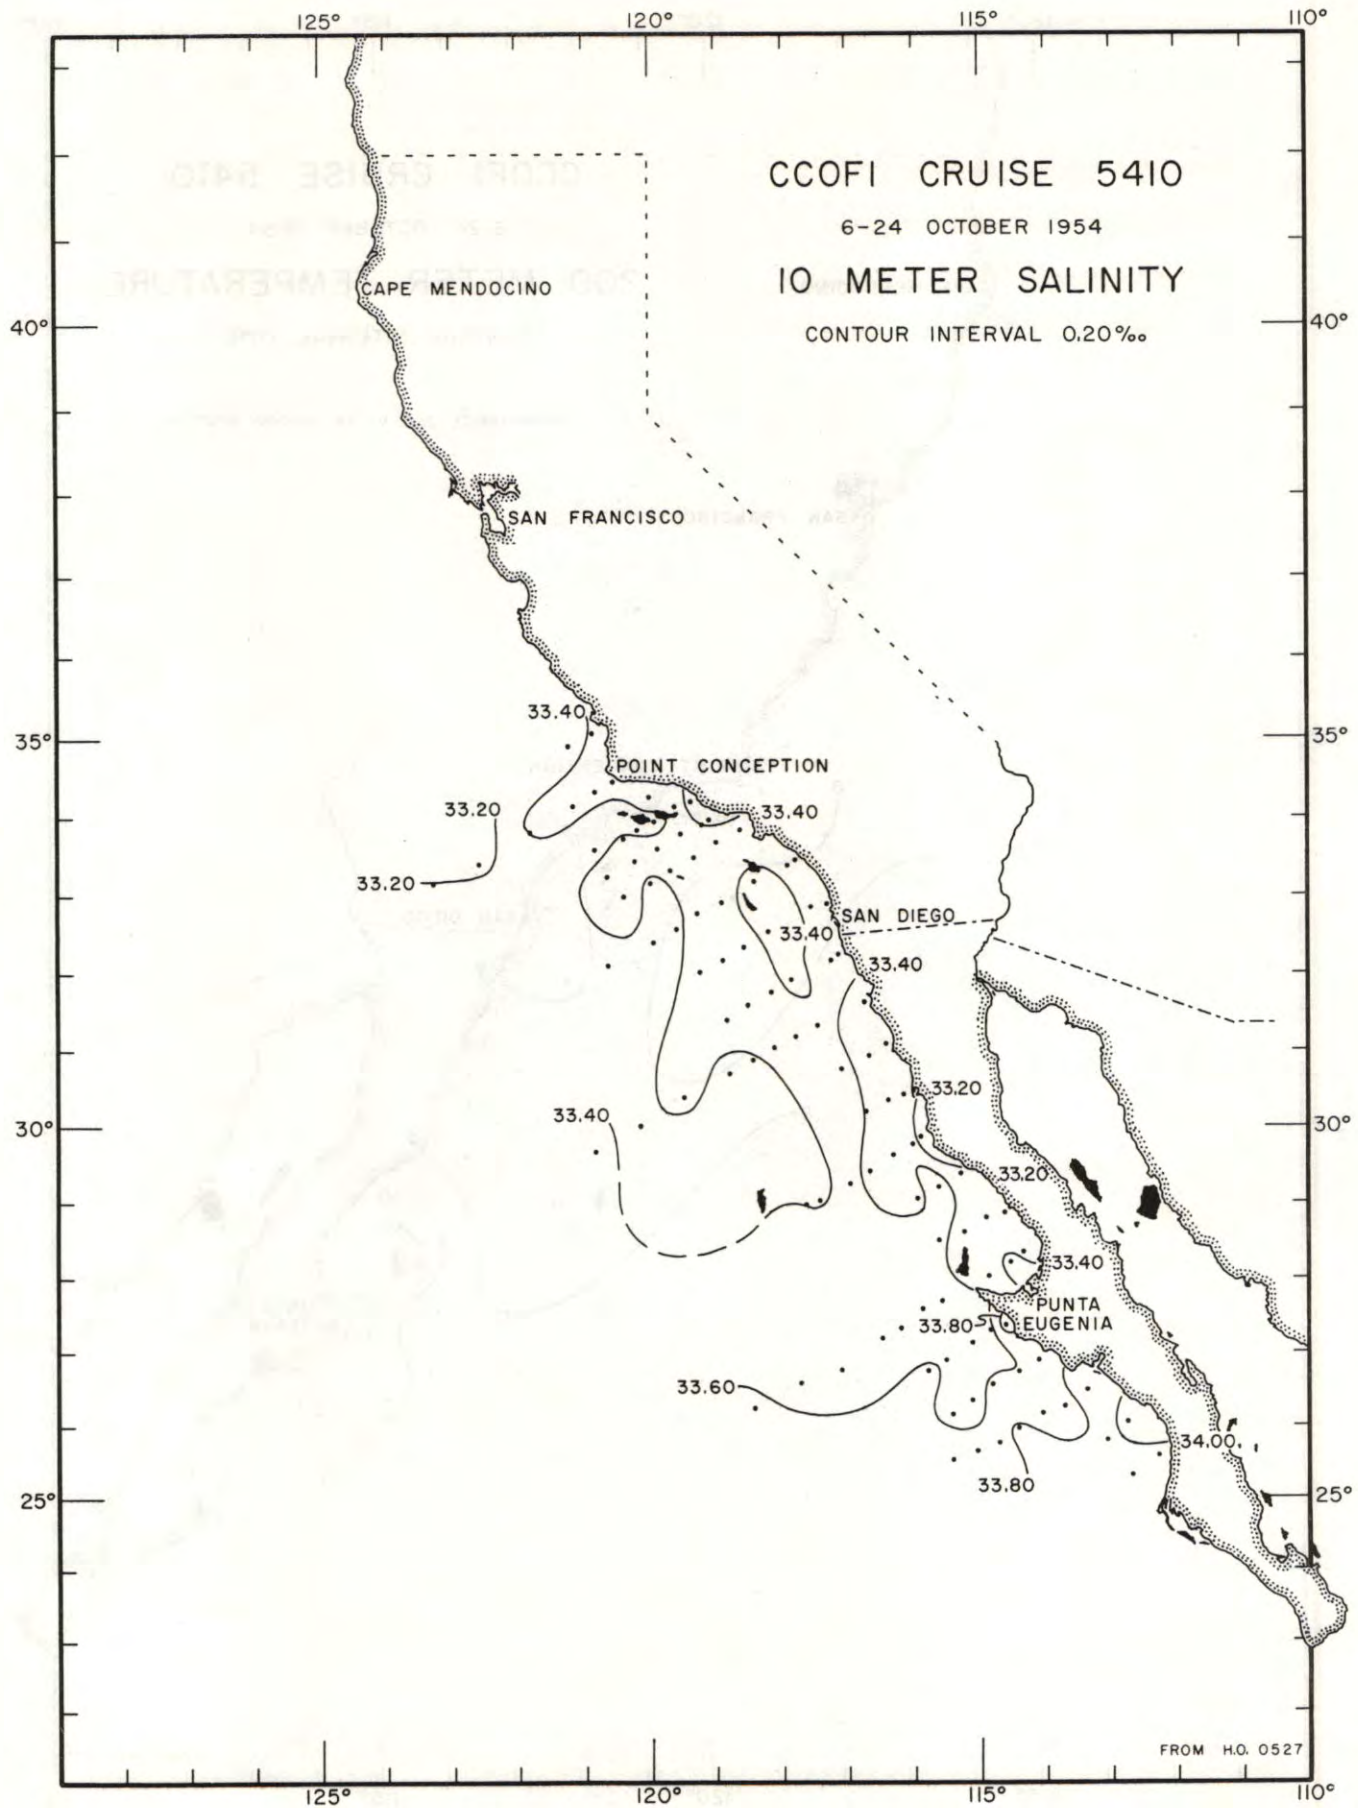 125° 120° 115° 110°
CCOFI CRUISE 5410
6-24 OCTOBER 1954
10 METER SALINITY
CONTOUR INTERVAL 0.20‰
CAPE MENDOCINO
40° 40°
SAN FRANCISCO
33.40
35° 35°
POINT CONCEPTION
33.20 33.40
33.20
SAN DIEGO
33.40
33.40
33.20
33.40
30° 30°
33.20
33.40
PUNTA
EUGENIA
33.80
33.60
34.00
33.80
25° 25°
FROM H.O. 0527
125° 120° 115° 110°